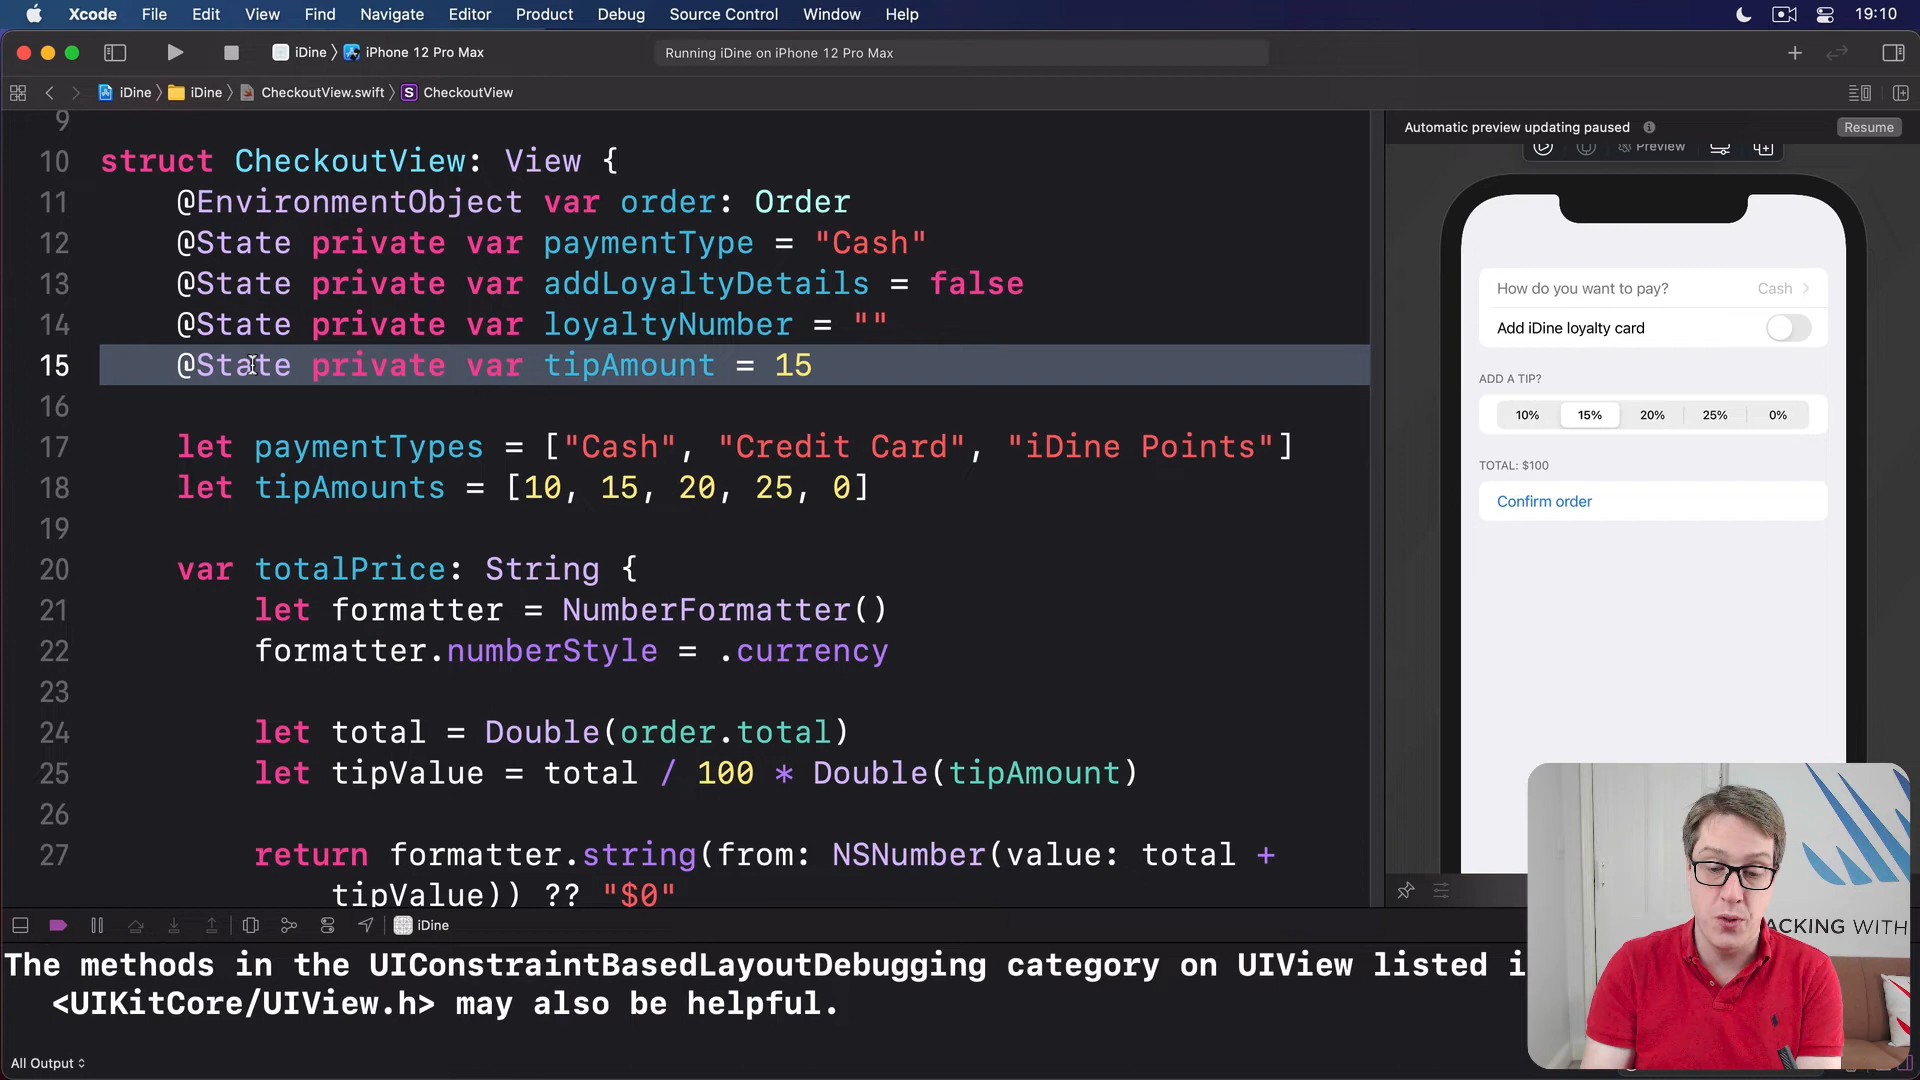 Xcode File Edit View Find Navigate Editor Product Debug Source Control Window Help 19:10
iDine iPhone 12 Pro Max Running iDine on iPhone 12 Pro Max
iDine iDine CheckoutView.swift S CheckoutView
Automatic preview updating paused Resume
Preview
9
10 struct CheckoutView: View {
11 @EnvironmentObject var order: Order
12 @State private var paymentType = "Cash"
13 @State private var addLoyaltyDetails = false
14 @State private var loyaltyNumber = ""
15 @State private var tipAmount = 15
16
17 let paymentTypes = ["Cash", "Credit Card", "iDine Points"]
18 let tipAmounts = [10, 15, 20, 25, 0]
19
20 var totalPrice: String {
21 let formatter = NumberFormatter()
22 formatter.numberStyle = .currency
23
24 let total = Double(order.total)
25 let tipValue = total / 100 * Double(tipAmount)
26
27 return formatter.string(from: NSNumber(value: total +
tipValue)) ?? "$0"
How do you want to pay? Cash
Add iDine loyalty card
ADD A TIP?
10% 15% 20% 25% 0%
TOTAL: $100
Confirm order
iDine
The methods in the UIConstraintBasedLayoutDebugging category on UIView listed i
<UIKitCore/UIView.h> may also be helpful.
All Output
ACKING WITH